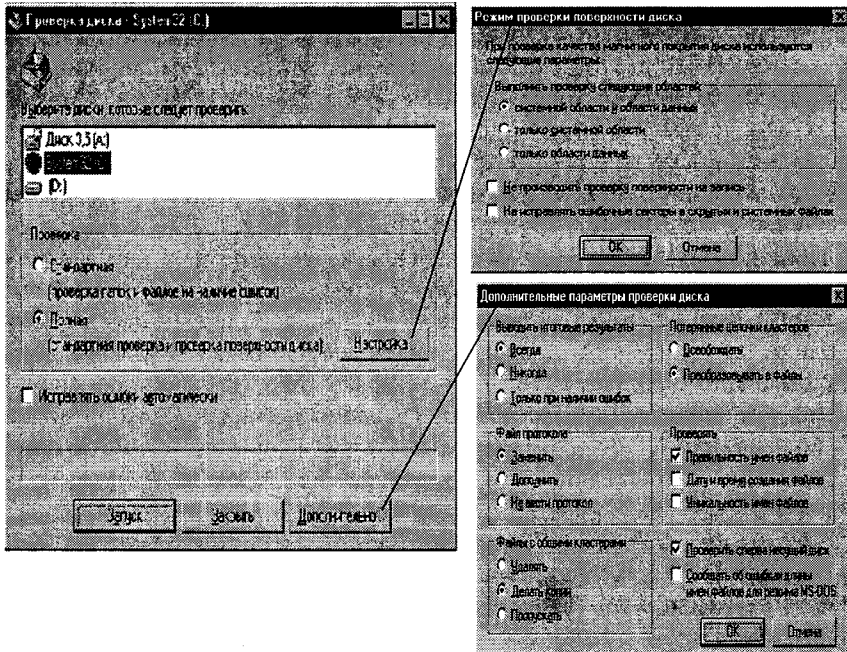 Проверка диска - System32 (C:)
Выберите диски, которые следует проверить:
Диск 3,5 (A:)
(D:)
Проверка
Стандартная
(проверка папок и файлов на наличие ошибок)
Полная
(стандартная проверка и проверка поверхности диска)
Настройка
Исправлять ошибки автоматически
Запуск
Закрыть
Дополнительно
Режим проверки поверхности диска
При проверке качества магнитного покрытия диска используются
следующие параметры:
Выполнить проверку следующих областей:
системной области и области данных
только системной области
только области данных
Не производить проверку поверхности на запись
Не исправлять ошибочные секторы в скрытых и системных файлах
OK
Отмена
Дополнительные параметры проверки диска
Выводить итоговые результаты
Всегда
Никогда
Только при наличии ошибок
Потерянные цепочки кластеров
Освобождать
Преобразовывать в файлы
Файл протокола
Заменить
Дополнить
Не вести протокол
Проверять
Правильность имен файлов
Дату и время создания файлов
Уникальность имен файлов
Файлы с общими кластерами
Удалять
Делать копии
Пропускать
Проверить сперва несущий диск
Сообщать об ошибках длины
имен файлов для режима MS-DOS
OK
Отмена